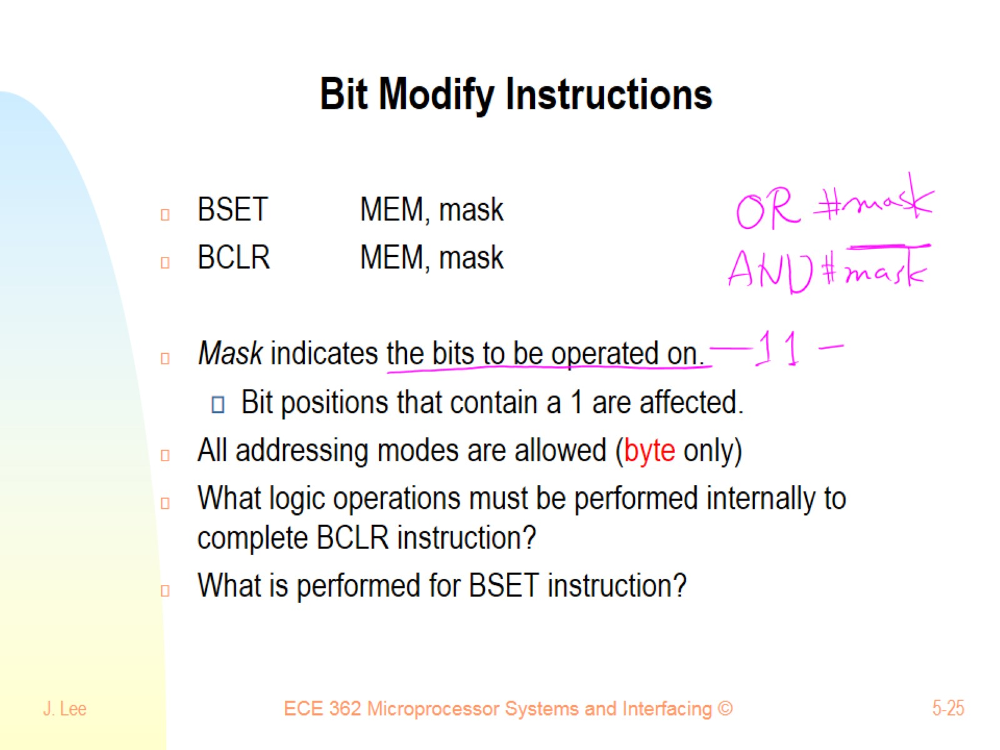 Bit Modify Instructions
BSET MEM, mask OR #mask
BCLR MEM, mask AND #mask
Mask indicates the bits to be operated on. — 1 1 —
Bit positions that contain a 1 are affected.
All addressing modes are allowed (byte only)
What logic operations must be performed internally to
complete BCLR instruction?
What is performed for BSET instruction?
J. Lee ECE 362 Microprocessor Systems and Interfacing © 5-25